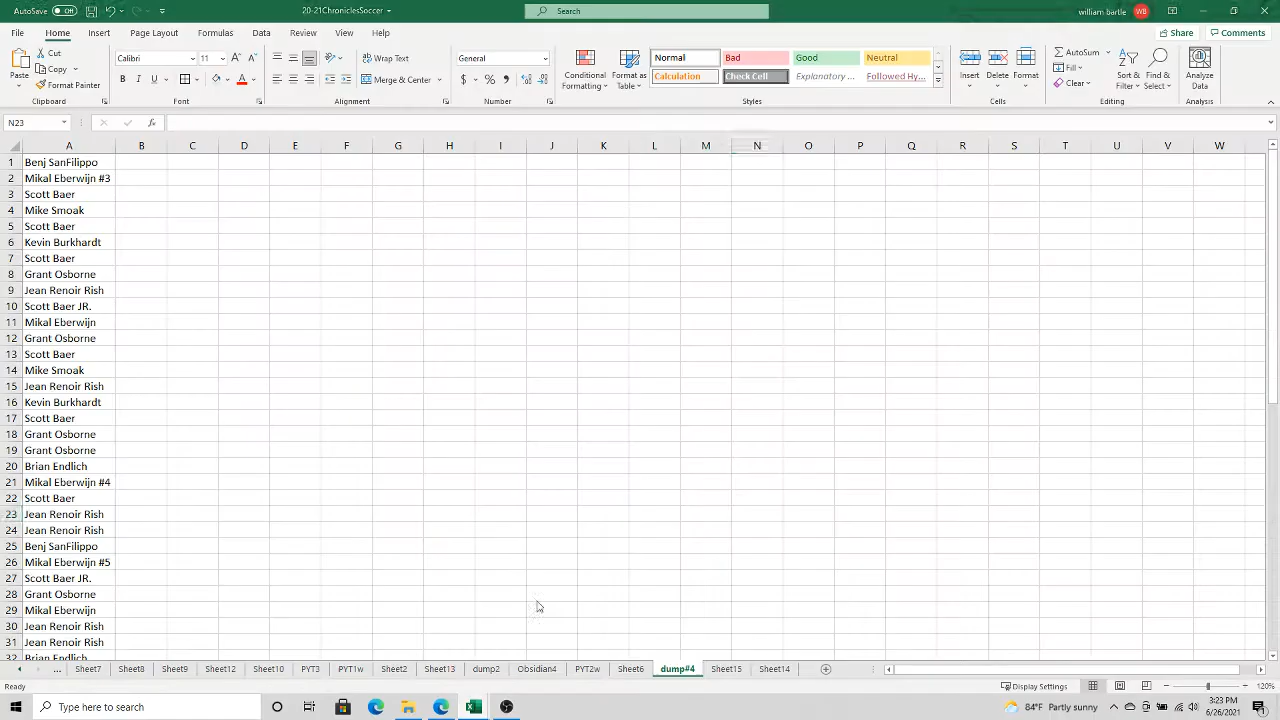 AutoSave Off 20-21ChroniclesSoccer Search william bartle WB
File Home Insert Page Layout Formulas Data Review View Help Share Comments
Paste Cut Copy Format Painter Clipboard
Calibri 11 B I U A Font
Wrap Text Merge & Center Alignment
General $ % , Number
Conditional Formatting Format as Table Normal Bad Good Neutral
Calculation Check Cell Explanatory ... Followed Hy... Styles
Insert Delete Format Cells
AutoSum Fill Clear Sort & Filter Find & Select Editing
Analyze Data Analysis
N23 fx
A B C D E F G H I J K L M N O P Q R S T U V W
1 Benj SanFilippo
2 Mikal Eberwijn #3
3 Scott Baer
4 Mike Smoak
5 Scott Baer
6 Kevin Burkhardt
7 Scott Baer
8 Grant Osborne
9 Jean Renoir Rish
10 Scott Baer JR.
11 Mikal Eberwijn
12 Grant Osborne
13 Scott Baer
14 Mike Smoak
15 Jean Renoir Rish
16 Kevin Burkhardt
17 Scott Baer
18 Grant Osborne
19 Grant Osborne
20 Brian Endlich
21 Mikal Eberwijn #4
22 Scott Baer
23 Jean Renoir Rish
24 Jean Renoir Rish
25 Benj SanFilippo
26 Mikal Eberwijn #5
27 Scott Baer JR.
28 Grant Osborne
29 Mikal Eberwijn
30 Jean Renoir Rish
31 Jean Renoir Rish
32 Brian Endlich
... Sheet7 Sheet8 Sheet9 Sheet12 Sheet10 PYT3 PYT1w Sheet2 Sheet13 dump2 Obsidian4 PYT2w Sheet6 dump#4 Sheet15 Sheet14
Ready Display Settings 120%
Type here to search 84°F Partly sunny 3:23 PM
6/26/2021